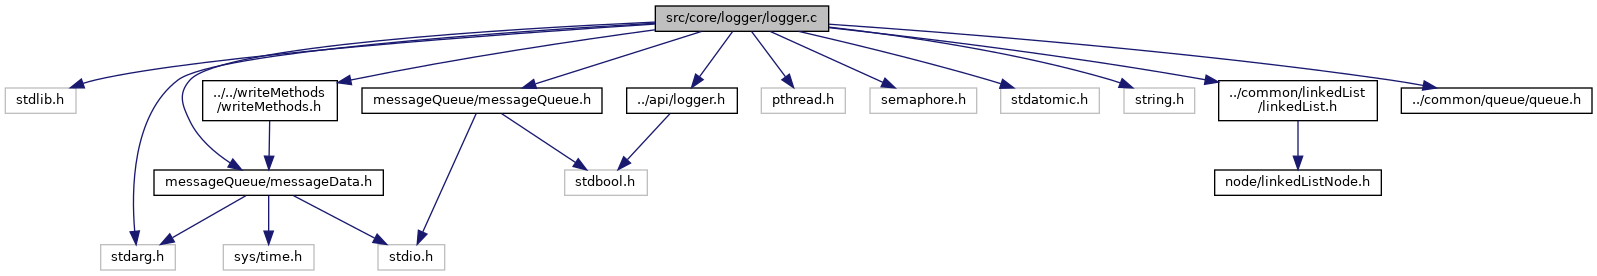 src/core/logger/logger.c
stdlib.h
../../writeMethods
/writeMethods.h
messageQueue/messageQueue.h
../api/logger.h
pthread.h
semaphore.h
stdatomic.h
string.h
../common/linkedList
/linkedList.h
../common/queue/queue.h
messageQueue/messageData.h
stdbool.h
node/linkedListNode.h
stdarg.h
sys/time.h
stdio.h